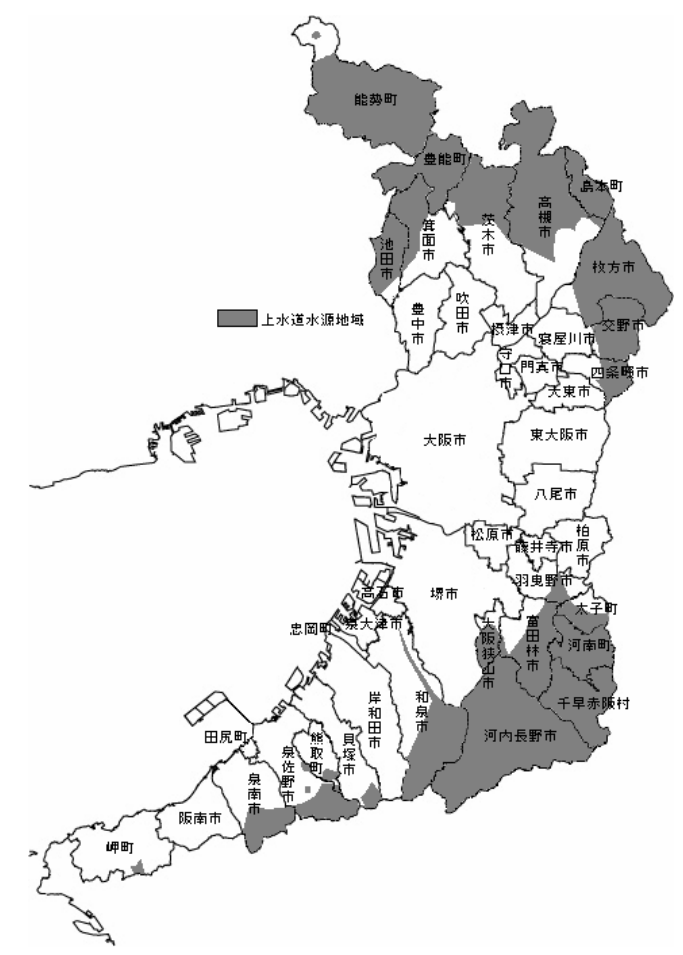 能勢町
豊能町
島本町
高槻市
茨木市
箕面市
池田市
枚方市
吹田市
豊中市
上水道水源地域
交野市
摂津市
寝屋川市
守口市
門真市
四条畷市
大東市
大阪市
東大阪市
八尾市
松原市
柏原市
藤井寺市
羽曳野市
高石市
堺市
太子町
忠岡町
泉大津市
大阪狭山市
富田林市
河南町
千早赤阪村
岸和田市
和泉市
河内長野市
田尻町
熊取町
貝塚市
泉佐野市
泉南市
阪南市
岬町